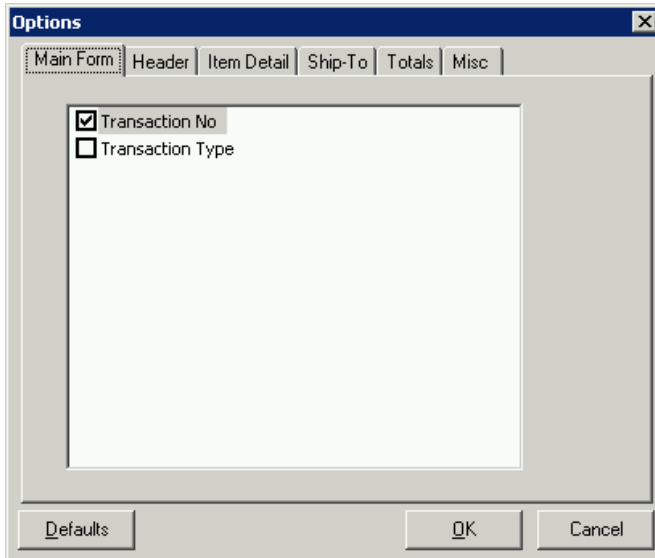 Options
Main Form Header Item Detail Ship-To Totals Misc
Transaction No
Transaction Type
Defaults OK Cancel